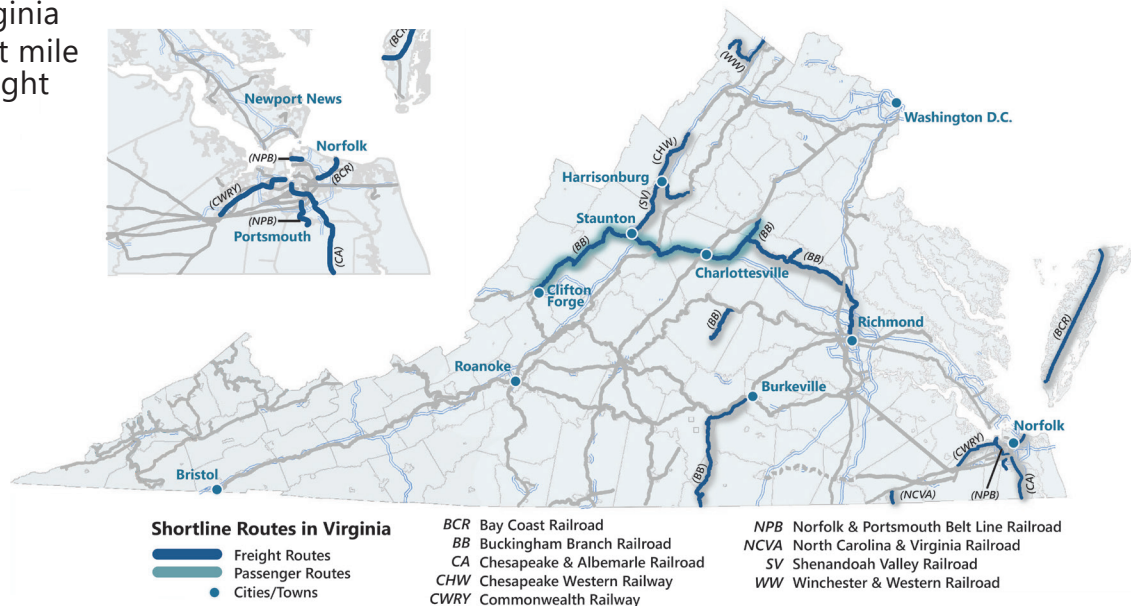 ginia
t mile
ght
(BCR)
Newport News
Norfolk
(NPB)
(BCR)
(CWRY)
(NPB)
Portsmouth
(CA)
(WW)
Washington D.C.
(CHW)
Harrisonburg
(SV)
Staunton
(BB)
(BB)
(BB)
Charlottesville
Clifton
Forge
(BCR)
(BB)
Richmond
Roanoke
Burkeville
Norfolk
(CWRY)
Bristol
(BB)
(NCVA)
(NPB)
(CA)
Shortline Routes in Virginia
Freight Routes
Passenger Routes
Cities/Towns
BCR Bay Coast Railroad
BB Buckingham Branch Railroad
CA Chesapeake & Albemarle Railroad
CHW Chesapeake Western Railway
CWRY Commonwealth Railway
NPB Norfolk & Portsmouth Belt Line Railroad
NCVA North Carolina & Virginia Railroad
SV Shenandoah Valley Railroad
WW Winchester & Western Railroad